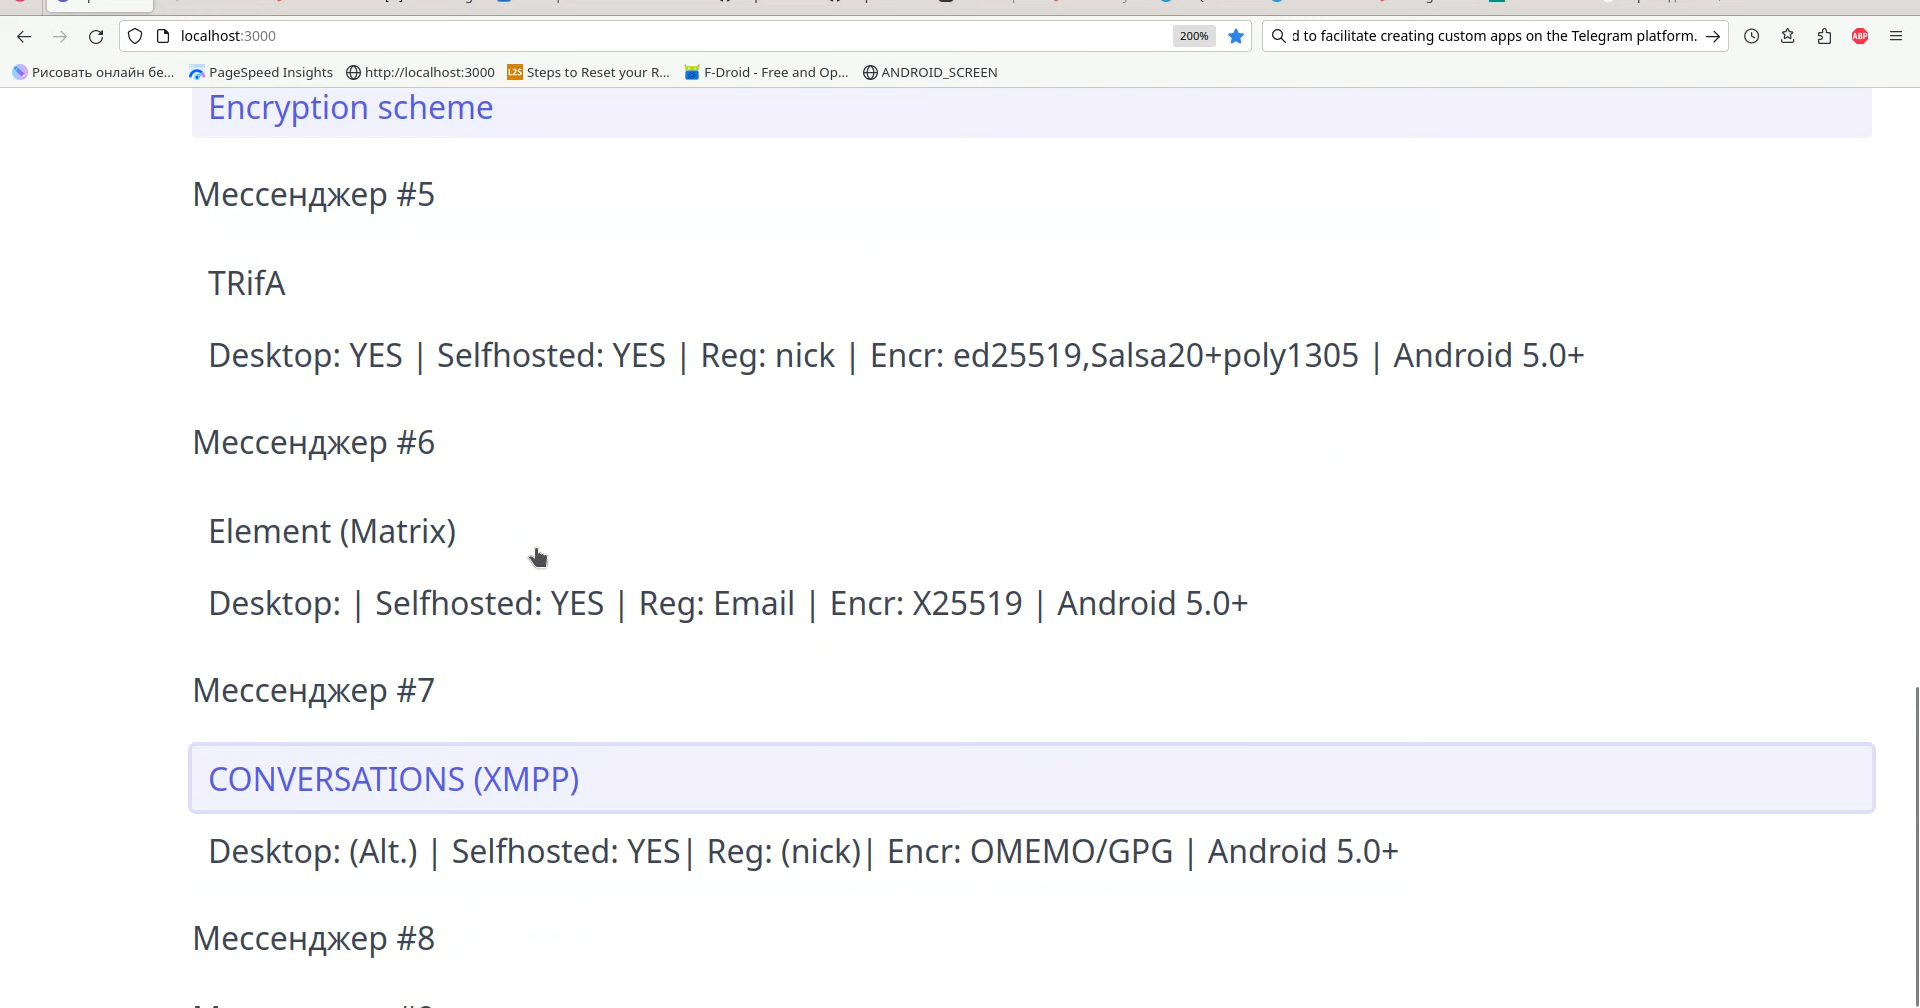 localhost:3000
200%
d to facilitate creating custom apps on the Telegram platform.
ABP
Рисовать онлайн бе...
PageSpeed Insights
http://localhost:3000
L2S
Steps to Reset your R...
F-Droid - Free and Op...
ANDROID_SCREEN
Encryption scheme
Мессенджер #5
TRifA
Desktop: YES | Selfhosted: YES | Reg: nick | Encr: ed25519,Salsa20+poly1305 | Android 5.0+
Мессенджер #6
Element (Matrix)
Desktop: | Selfhosted: YES | Reg: Email | Encr: X25519 | Android 5.0+
Мессенджер #7
CONVERSATIONS (XMPP)
Desktop: (Alt.) | Selfhosted: YES| Reg: (nick)| Encr: OMEMO/GPG | Android 5.0+
Мессенджер #8